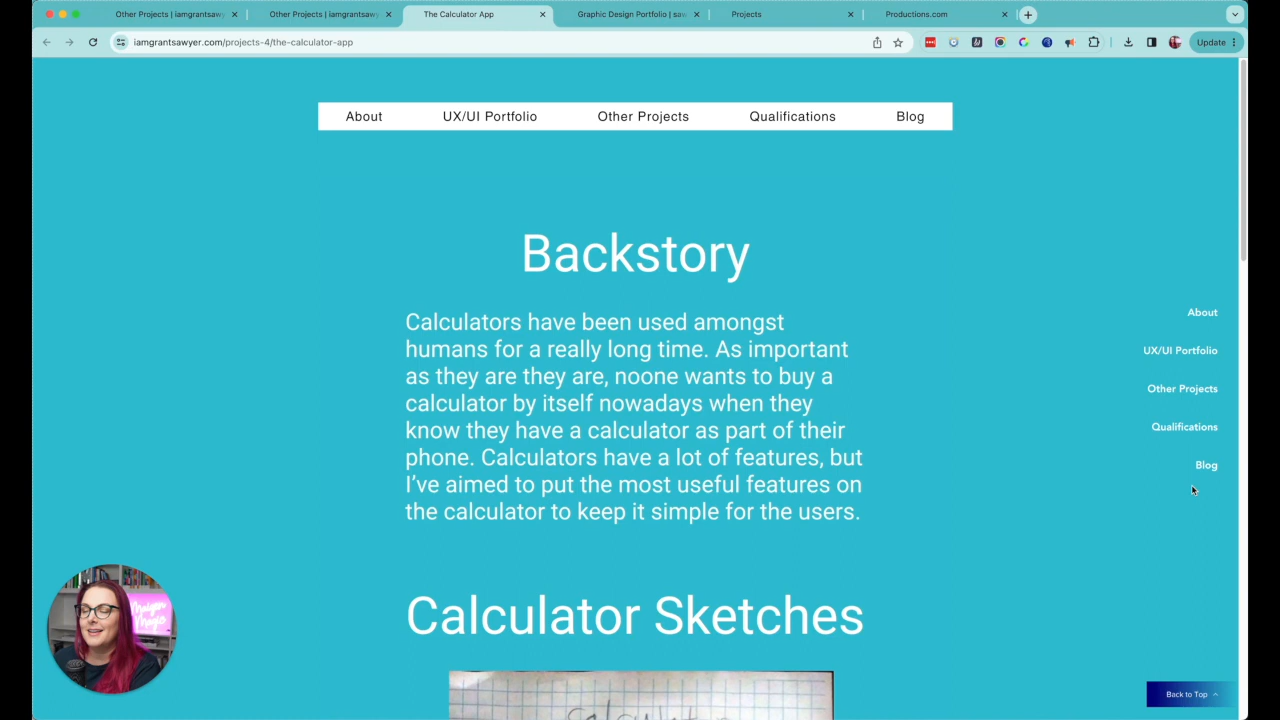 Other Projects | iamgrantsawy
Other Projects | iamgrantsawy
The Calculator App
Graphic Design Portfolio | saw
Projects
Productions.com
iamgrantsawyer.com/projects-4/the-calculator-app
Update
About
UX/UI Portfolio
Other Projects
Qualifications
Blog
Backstory
Calculators have been used amongst
humans for a really long time. As important
as they are they are, noone wants to buy a
calculator by itself nowadays when they
know they have a calculator as part of their
phone. Calculators have a lot of features, but
I've aimed to put the most useful features on
the calculator to keep it simple for the users.
About
UX/UI Portfolio
Other Projects
Qualifications
Blog
Calculator Sketches
Calculator
Back to Top